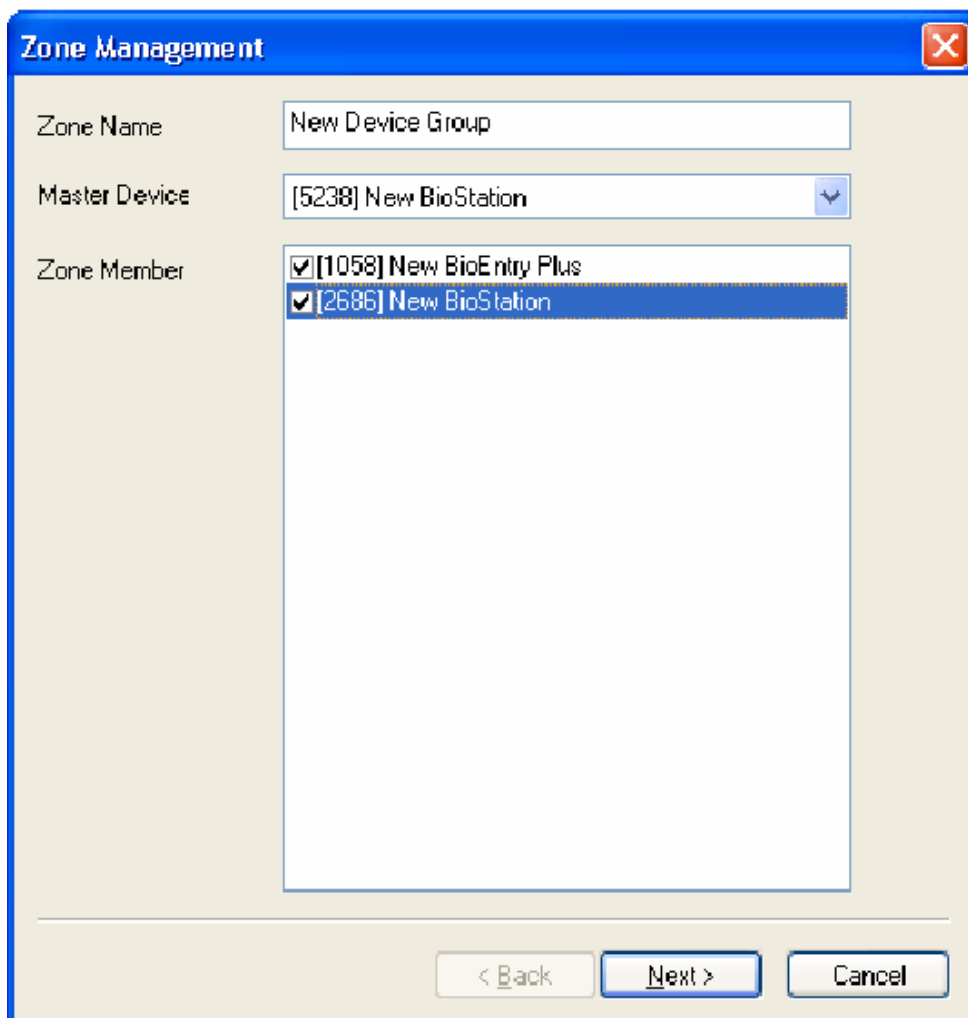 Zone Management
Zone Name
New Device Group
Master Device
[5238] New BioStation
Zone Member
[1058] New BioEntry Plus
[2686] New BioStation
< Back
Next >
Cancel